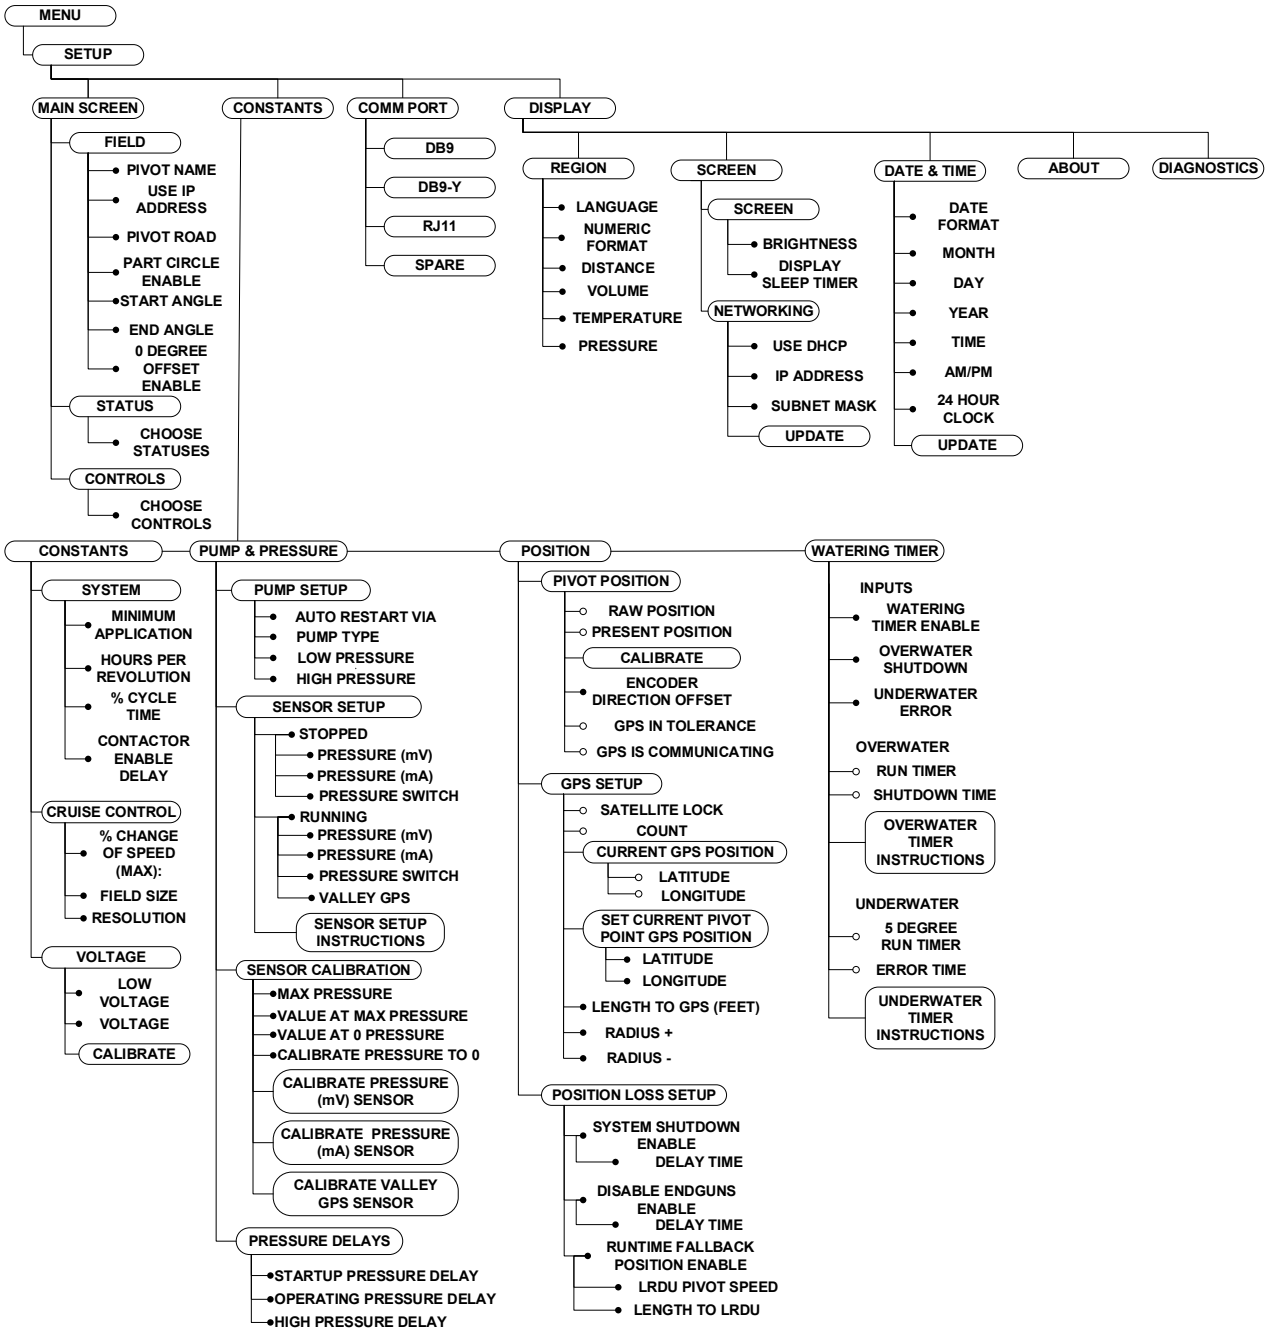 MENU
SETUP
MAIN SCREEN
CONSTANTS
COMM PORT
DISPLAY
FIELD
PIVOT NAME
USE IP
ADDRESS
PIVOT ROAD
PART CIRCLE
ENABLE
START ANGLE
END ANGLE
0 DEGREE
OFFSET
ENABLE
STATUS
CHOOSE
STATUSES
CONTROLS
CHOOSE
CONTROLS
DB9
DB9-Y
RJ11
SPARE
REGION
LANGUAGE
NUMERIC
FORMAT
DISTANCE
VOLUME
TEMPERATURE
PRESSURE
SCREEN
SCREEN
BRIGHTNESS
DISPLAY
SLEEP TIMER
NETWORKING
USE DHCP
IP ADDRESS
SUBNET MASK
UPDATE
DATE & TIME
DATE
FORMAT
MONTH
DAY
YEAR
TIME
AM/PM
24 HOUR
CLOCK
UPDATE
ABOUT
DIAGNOSTICS
CONSTANTS
SYSTEM
MINIMUM
APPLICATION
HOURS PER
REVOLUTION
% CYCLE
TIME
CONTACTOR
ENABLE
DELAY
CRUISE CONTROL
% CHANGE
OF SPEED
(MAX):
FIELD SIZE
RESOLUTION
VOLTAGE
LOW
VOLTAGE
VOLTAGE
CALIBRATE
PUMP & PRESSURE
PUMP SETUP
AUTO RESTART VIA
PUMP TYPE
LOW PRESSURE
HIGH PRESSURE
SENSOR SETUP
STOPPED
PRESSURE (mV)
PRESSURE (mA)
PRESSURE SWITCH
RUNNING
PRESSURE (mV)
PRESSURE (mA)
PRESSURE SWITCH
VALLEY GPS
SENSOR SETUP
INSTRUCTIONS
SENSOR CALIBRATION
MAX PRESSURE
VALUE AT MAX PRESSURE
VALUE AT 0 PRESSURE
CALIBRATE PRESSURE TO 0
CALIBRATE PRESSURE
(mV) SENSOR
CALIBRATE PRESSURE
(mA) SENSOR
CALIBRATE VALLEY
GPS SENSOR
PRESSURE DELAYS
STARTUP PRESSURE DELAY
OPERATING PRESSURE DELAY
HIGH PRESSURE DELAY
POSITION
PIVOT POSITION
RAW POSITION
PRESENT POSITION
CALIBRATE
ENCODER
DIRECTION OFFSET
GPS IN TOLERANCE
GPS IS COMMUNICATING
GPS SETUP
SATELLITE LOCK
COUNT
CURRENT GPS POSITION
LATITUDE
LONGITUDE
SET CURRENT PIVOT
POINT GPS POSITION
LATITUDE
LONGITUDE
LENGTH TO GPS (FEET)
RADIUS +
RADIUS -
POSITION LOSS SETUP
SYSTEM SHUTDOWN
ENABLE
DELAY TIME
DISABLE ENDGUNS
ENABLE
DELAY TIME
RUNTIME FALLBACK
POSITION ENABLE
LRDU PIVOT SPEED
LENGTH TO LRDU
WATERING TIMER
INPUTS
WATERING
TIMER ENABLE
OVERWATER
SHUTDOWN
UNDERWATER
ERROR
OVERWATER
RUN TIMER
SHUTDOWN TIME
OVERWATER
TIMER
INSTRUCTIONS
UNDERWATER
5 DEGREE
RUN TIMER
ERROR TIME
UNDERWATER
TIMER
INSTRUCTIONS